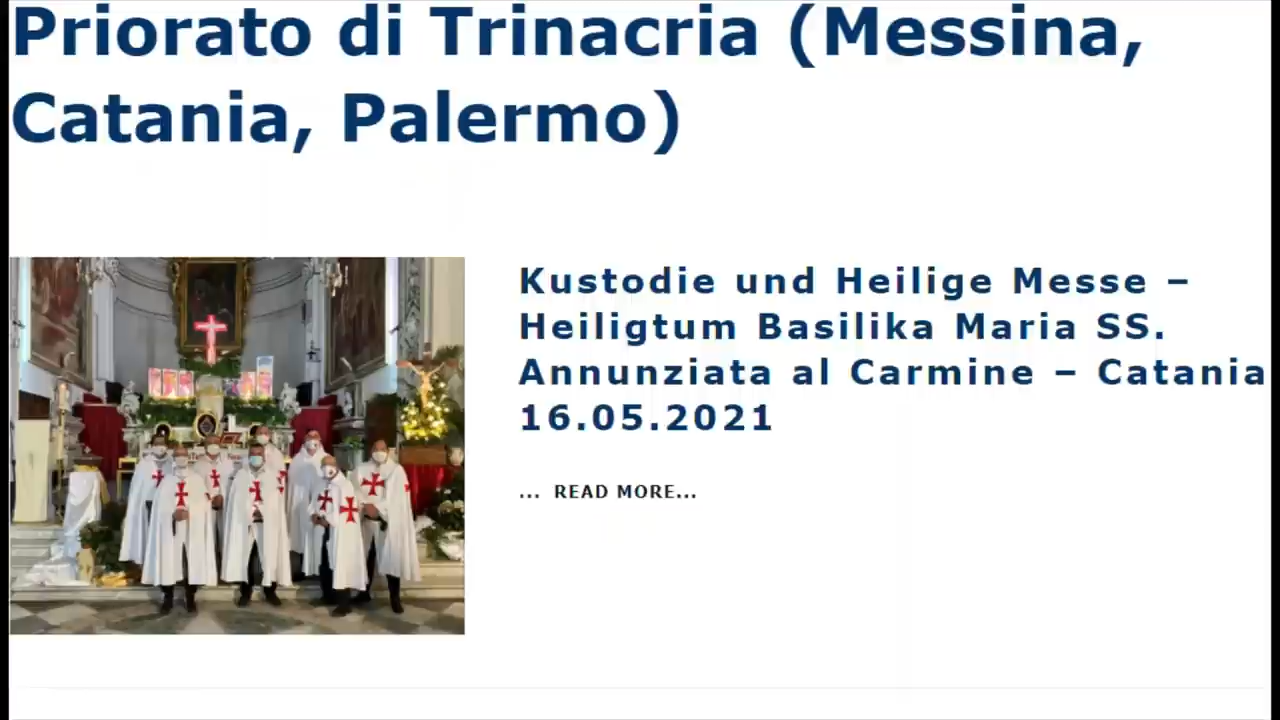 Priorato di Trinacria (Messina,
Catania, Palermo)
Kustodie und Heilige Messe –
Heiligtum Basilika Maria SS.
Annunziata al Carmine – Catania
16.05.2021
... READ MORE...